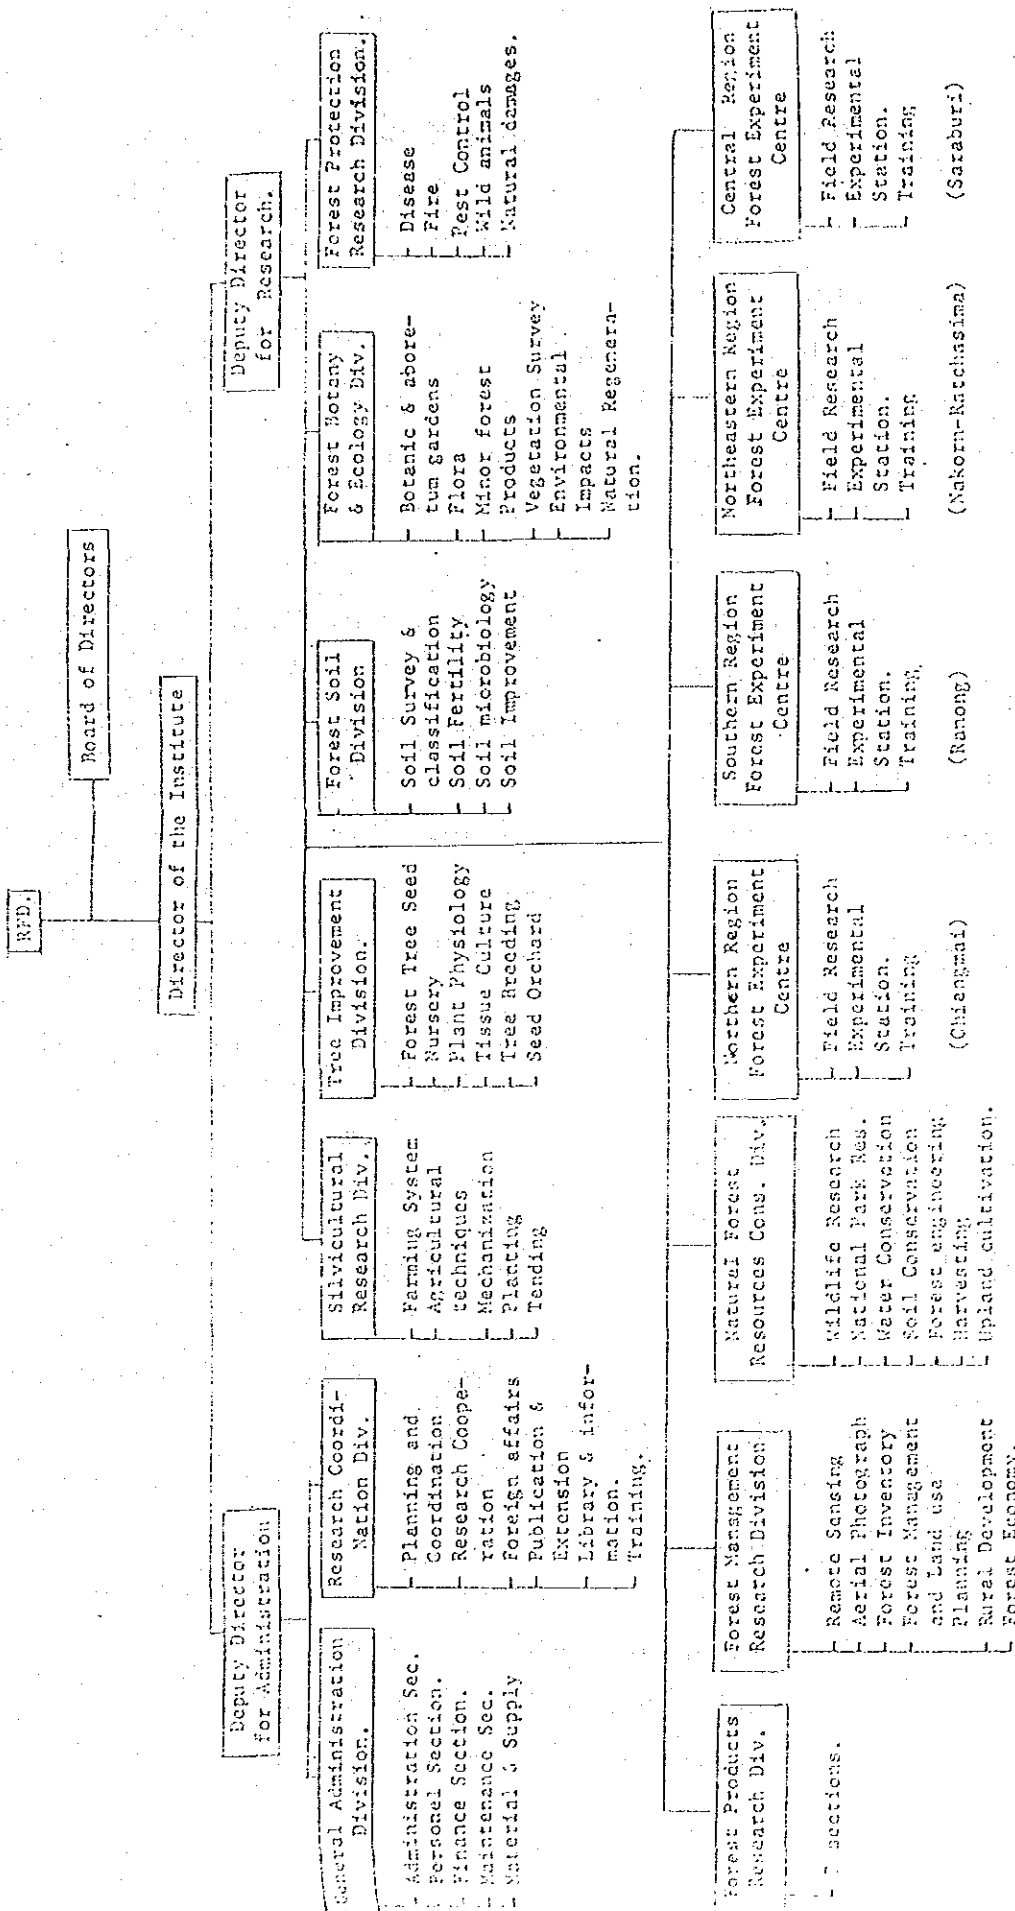 RFD.
Board of Directors
Director of the Institute
Deputy Director
for Administration
Deputy Director
for Research.
General Administration
Division.
Administration Sec.
Personel Section.
Finance Section.
Maintenance Sec.
Material & Supply
Research Coordi-
Nation Div.
Planning and
Coordination
Research Coope-
ration
Foreign affairs
Publication &
Extension
Library & infor-
mation.
Training.
Silvicultural
Research Div.
Farming System
Agricultural
techniques
Mechanization
Planting
Tending
Tree Improvement
Division.
Forest Tree Seed
Nursery
Plant Physiology
Tissue Culture
Tree Breeding
Seed Orchard
Forest Soil
Division
Soil Survey &
classification
Soil Fertility
Soil microbiology
Soil Improvement
Forest Botany
& Ecology Div.
Botanic & abore-
tum gardens
Flora
Minor forest
Products
Vegetation Survey
Environmental
Impacts
Natural Regenera-
tion.
Forest Protection
Research Division.
Disease
Fire
Pest Control
Wild animals
Natural damages.
Forest Products
Research Div.
sections.
Forest Management
Research Division
Remote Sensing
Aerial Photograph
Forest Inventory
Forest Management
and Land use
Planning
Rural Development
Forest Economy.
Natural Forest
Resources Cons. Div.
Wildlife Research
National Park Res.
Water Conservation
Soil Conservation
Forest engineering
Harvesting
Upland cultivation.
Northern Region
Forest Experiment
Centre
Field Research
Experimental
Station.
Training
(Chiangmai)
Southern Region
Forest Experiment
Centre
Field Research
Experimental
Station.
Training
(Ranong)
Northeastern Region
Forest Experiment
Centre
Field Research
Experimental
Station.
Training
(Nakorn-Ratchasima)
Central Region
Forest Experiment
Centre
Field Research
Experimental
Station.
Training
(Saraburi)